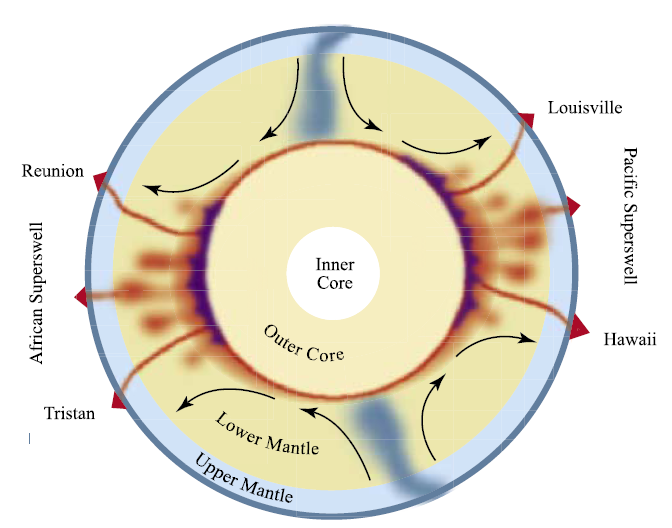 Louisville
Reunion
Pacific Superswell
African Superswell
Inner
Core
Outer Core
Hawaii
Tristan
Lower Mantle
Upper Mantle